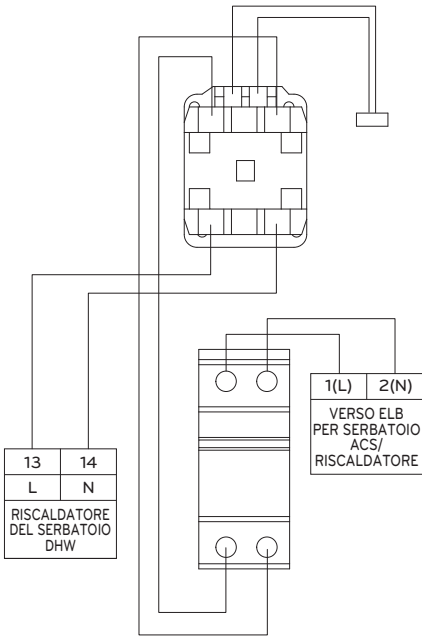 1(L) 2(N)
VERSO ELB
PER SERBATOIO
ACS/
RISCALDATORE
13 14
L N
RISCALDATORE
DEL SERBATOIO
DHW